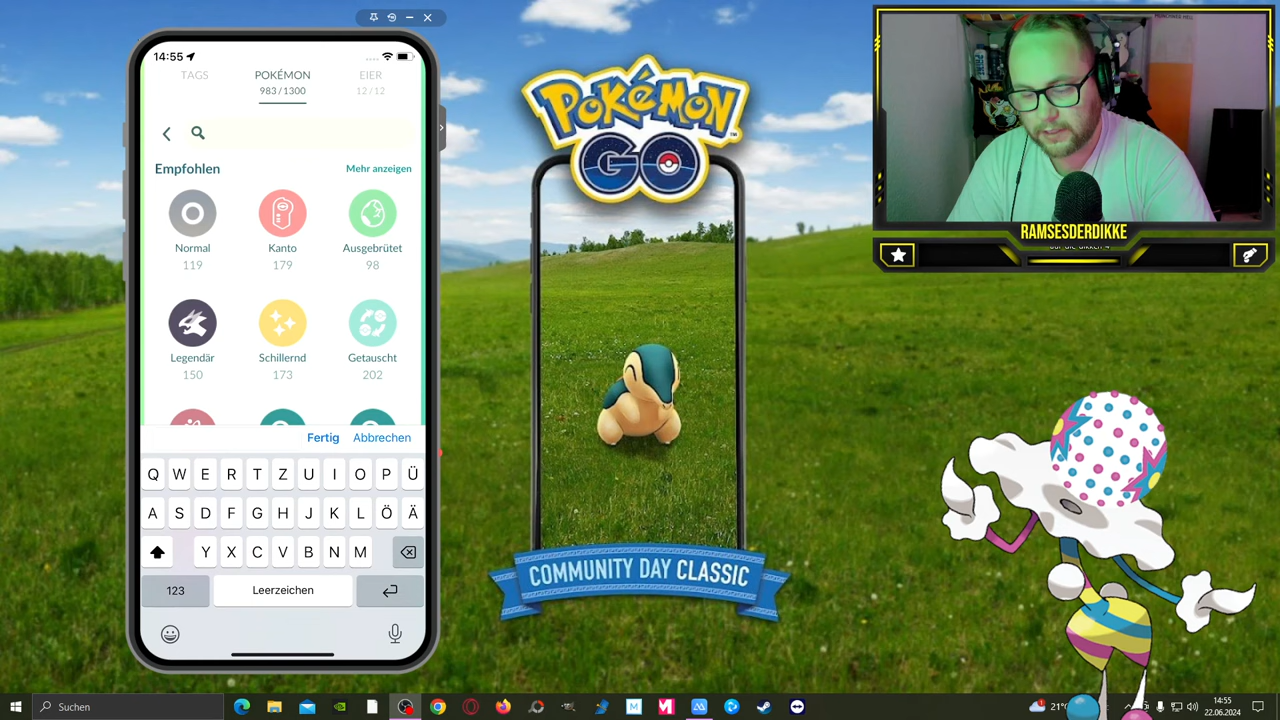 14:55
TAGS
POKÉMON
983/1300
EIER
12/12
Empfohlen
Mehr anzeigen
Normal
119
Kanto
179
Ausgebrütet
98
Legendär
150
Schillernd
173
Getauscht
202
Fertig
Abbrechen
Q W E R T Z U I O P Ü
A S D F G H J K L Ö Ä
Y X C V B N M
123
Leerzeichen
POKÉMON
TM
GO
COMMUNITY DAY CLASSIC
RAMSESDERDIKKE
Suchen
21°
14:55
22.06.2024